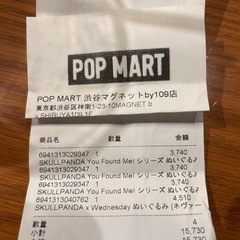 POP MART
POP MART 渋谷マグネットby109店
東京都渋谷区神南1-23-10MAGNET b
y SHIBUYA109 1F
商品名 数量 金額
6941313029347 1 3,740
SKULLPANDA You Found Me! シリーズ ぬいぐるみ
6941313029347 1 3,740
SKULLPANDA You Found Me! シリーズ ぬいぐるみ
6941313029347 1 3,740
SKULLPANDA You Found Me! シリーズ ぬいぐるみ
6941313040762 1 4,510
SKULLPANDA x Wednesday ぬいぐるみ (ネヴァー
数量 4
小計 15,730
15,730